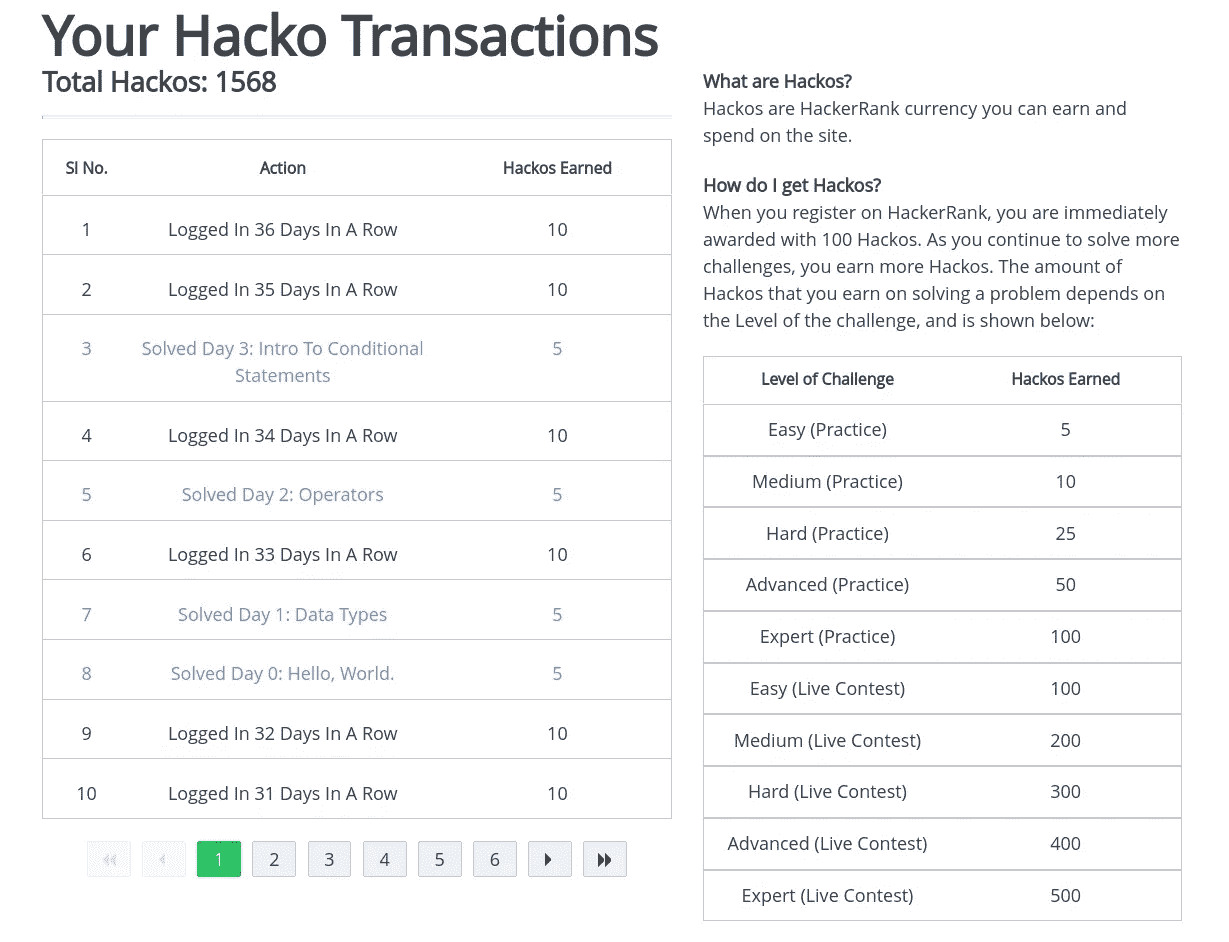 Your Hacko Transactions
Total Hackos: 1568
Sl No. Action Hackos Earned
1 Logged In 36 Days In A Row 10
2 Logged In 35 Days In A Row 10
3 Solved Day 3: Intro To Conditional 5
Statements
4 Logged In 34 Days In A Row 10
5 Solved Day 2: Operators 5
6 Logged In 33 Days In A Row 10
7 Solved Day 1: Data Types 5
8 Solved Day 0: Hello, World. 5
9 Logged In 32 Days In A Row 10
10 Logged In 31 Days In A Row 10
1 2 3 4 5 6
What are Hackos?
Hackos are HackerRank currency you can earn and
spend on the site.
How do I get Hackos?
When you register on HackerRank, you are immediately
awarded with 100 Hackos. As you continue to solve more
challenges, you earn more Hackos. The amount of
Hackos that you earn on solving a problem depends on
the Level of the challenge, and is shown below:
Level of Challenge Hackos Earned
Easy (Practice) 5
Medium (Practice) 10
Hard (Practice) 25
Advanced (Practice) 50
Expert (Practice) 100
Easy (Live Contest) 100
Medium (Live Contest) 200
Hard (Live Contest) 300
Advanced (Live Contest) 400
Expert (Live Contest) 500